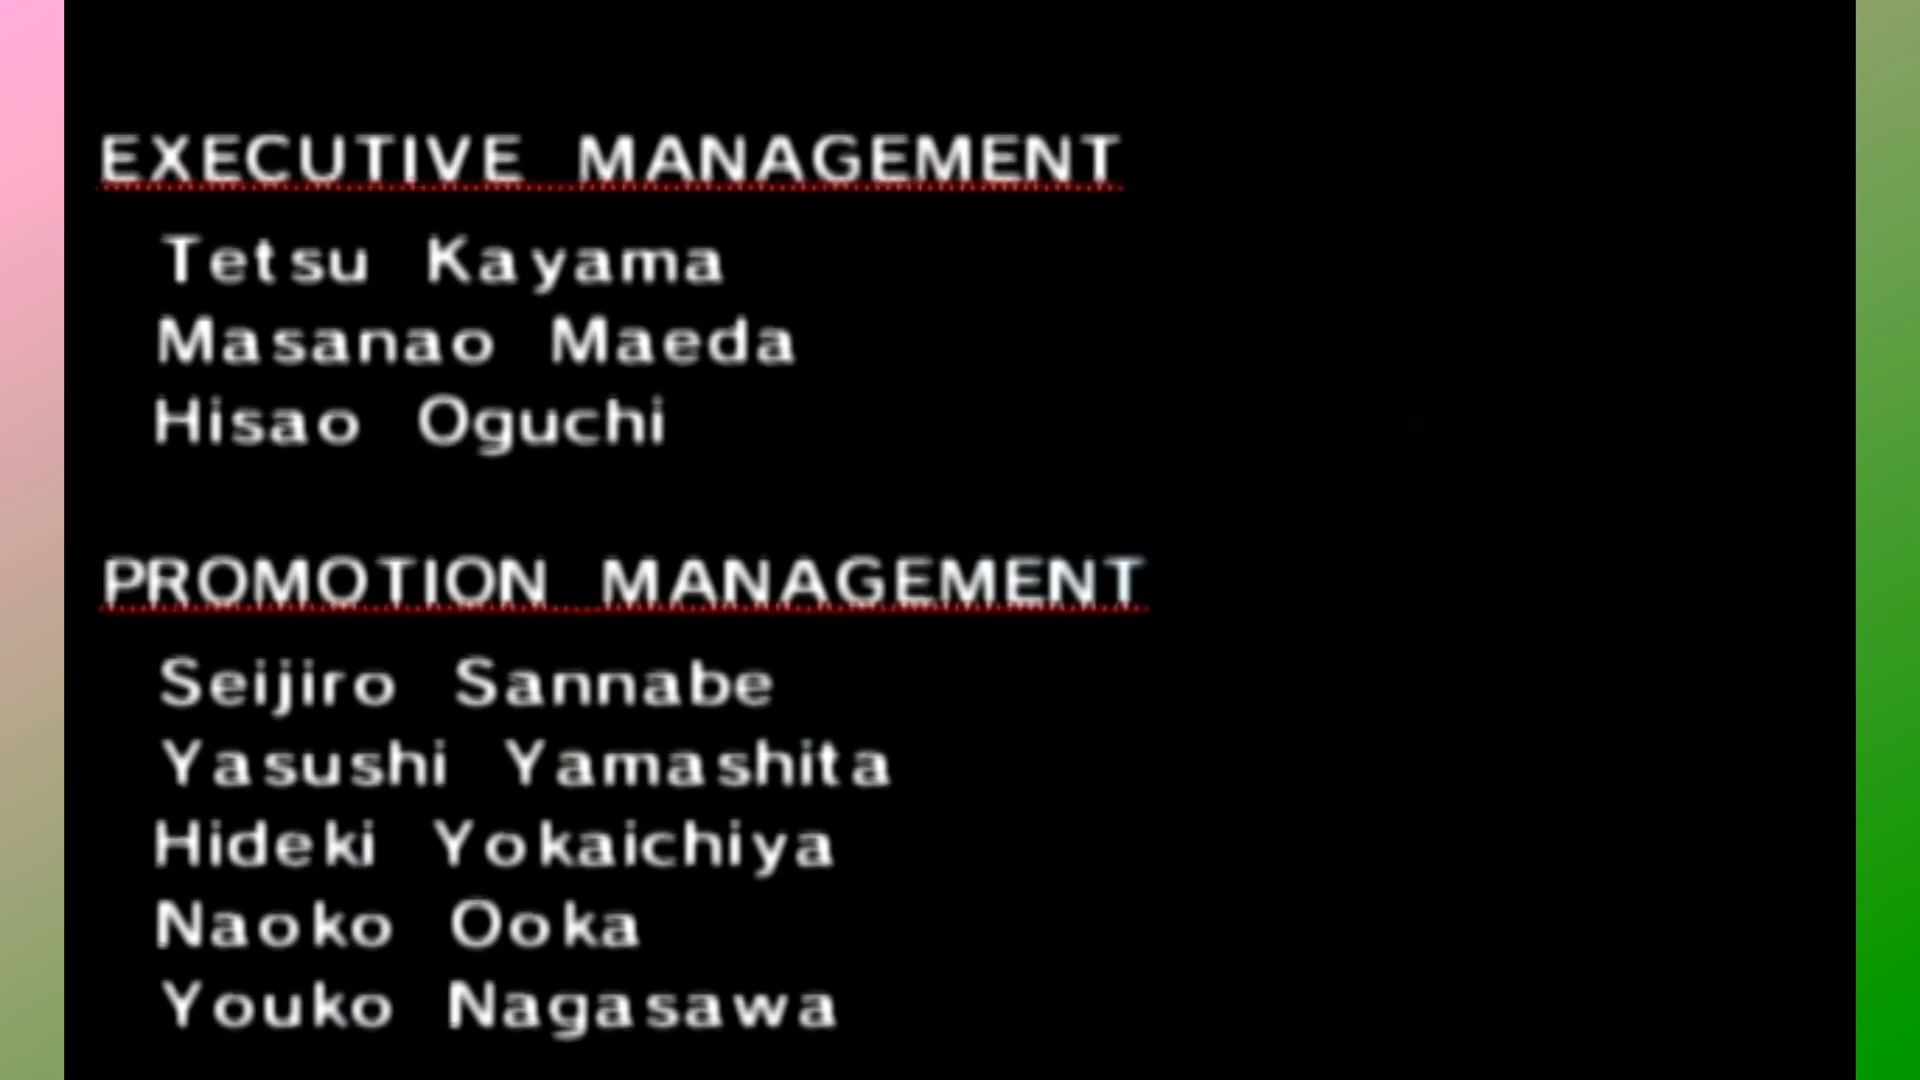 EXECUTIVE MANAGEMENT
Tetsu Kayama
Masanao Maeda
Hisao Oguchi
PROMOTION MANAGEMENT
Seijiro Sannabe
Yasushi Yamashita
Hideki Yokaichiya
Naoko Ooka
Youko Nagasawa